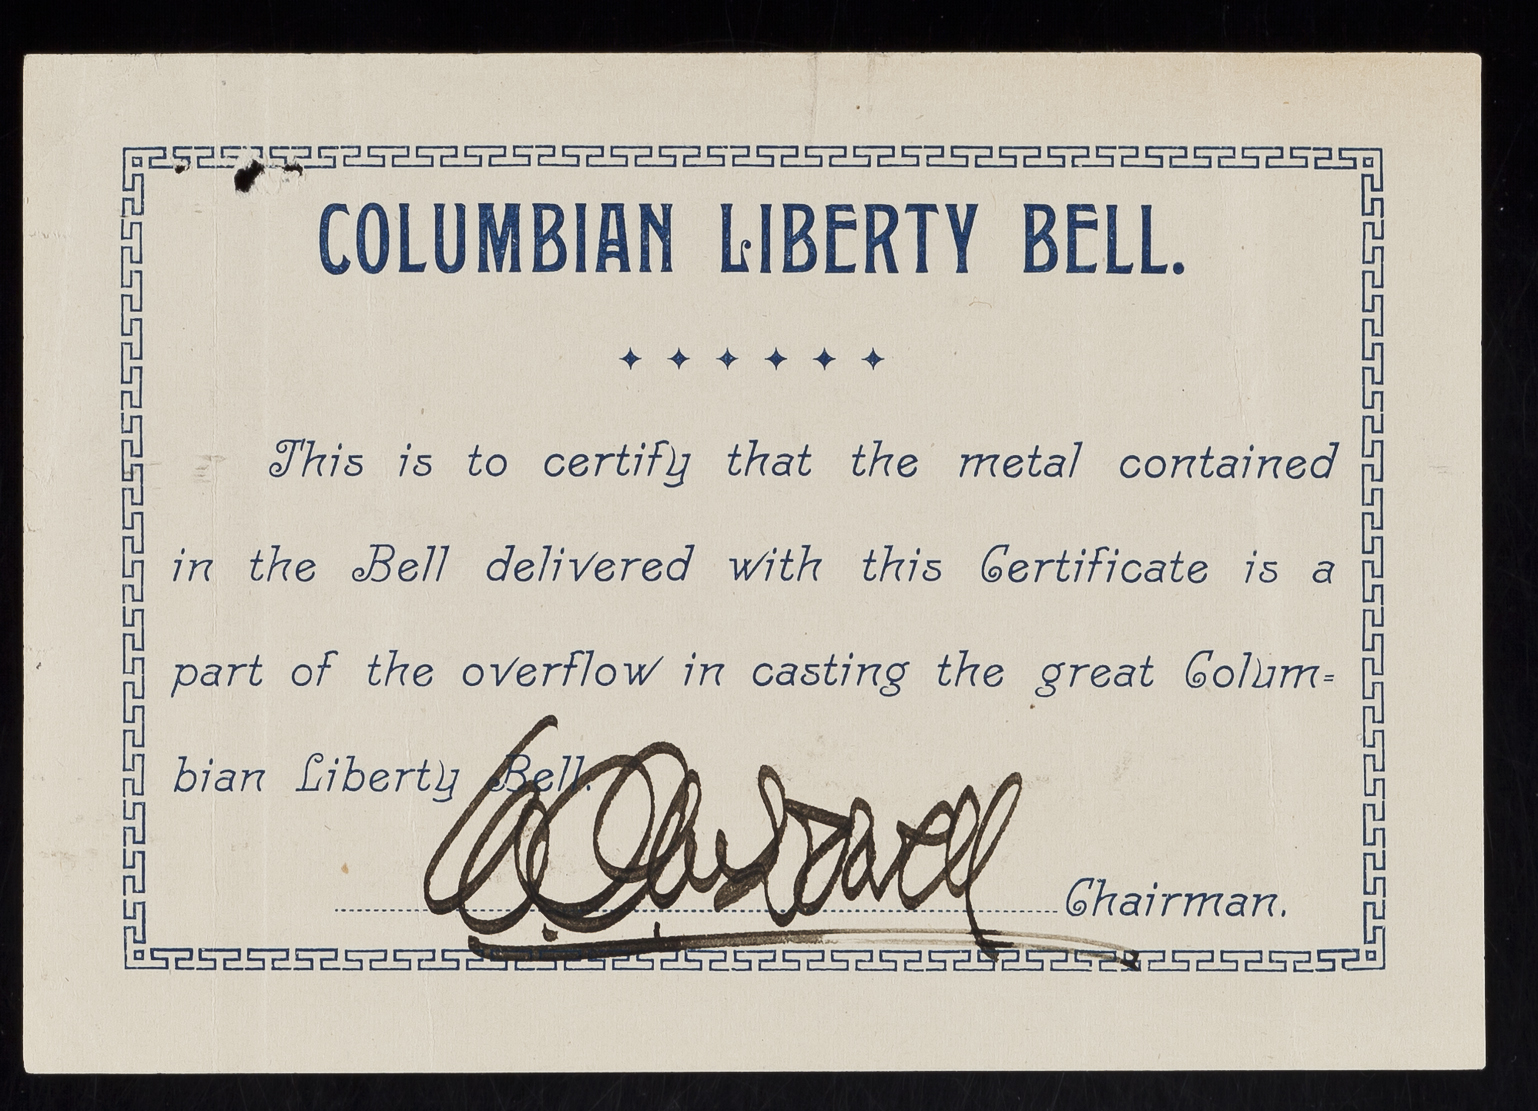 COLUMBIAN LIBERTY BELL.
This is to certify that the metal contained
in the Bell delivered with this Certificate is a
part of the overflow in casting the great Colum=
bian Liberty Bell.
Chairman.